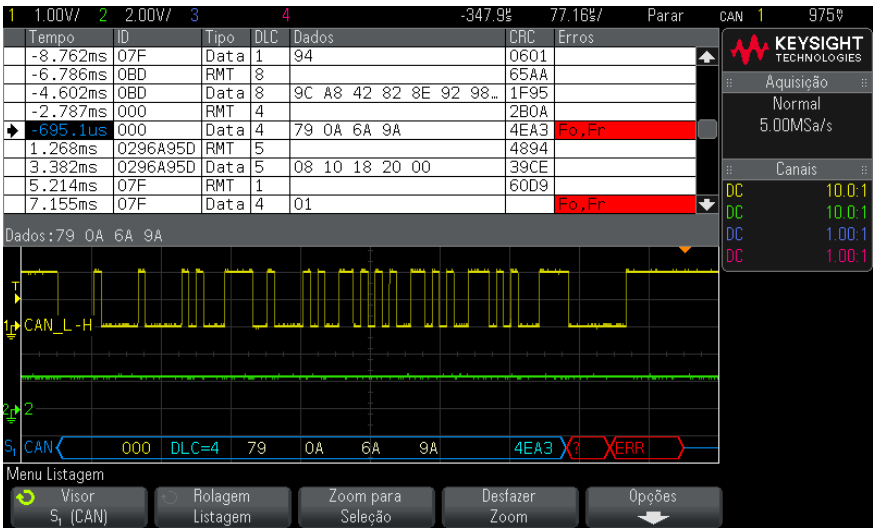 1 1.00V/ 2 2.00V/ 3 4 -347.9µs 77.16µs/ Parar CAN 1 975mV
Tempo ID Tipo DLC Dados CRC Erros
-8.762ms 07F Data 1 94 0601
-6.786ms 0BD RMT 8 65AA
-4.602ms 0BD Data 8 9C A8 42 82 8E 92 98… 1F95
-2.787ms 000 RMT 4 2B0A
-695.1us 000 Data 4 79 0A 6A 9A 4EA3 Fo,Fr
1.268ms 0296A95D RMT 5 4894
3.382ms 0296A95D Data 5 08 10 18 20 00 39CE
5.214ms 07F RMT 1 60D9
7.155ms 07F Data 4 01 Fo,Fr
Dados:79 0A 6A 9A
KEYSIGHT
TECHNOLOGIES
Aquisição
Normal
5.00MSa/s
Canais
DC 10.0:1
DC 10.0:1
DC 1.00:1
DC 1.00:1
T
1 CAN_L-H
2 2
S1 CAN 000 DLC=4 79 0A 6A 9A 4EA3 ? ERR
Menu Listagem
Visor
S1 (CAN)
Rolagem
Listagem
Zoom para
Seleção
Desfazer
Zoom
Opções